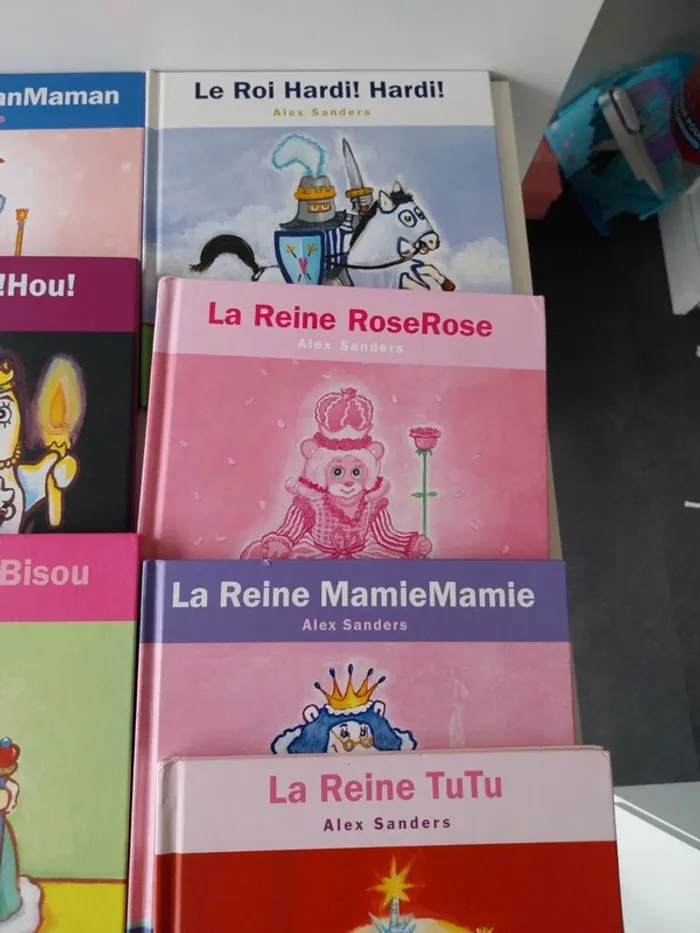 anMaman
Le Roi Hardi! Hardi!
Alex Sanders
!Hou!
La Reine RoseRose
Alex Sanders
Bisou
La Reine MamieMamie
Alex Sanders
La Reine TuTu
Alex Sanders